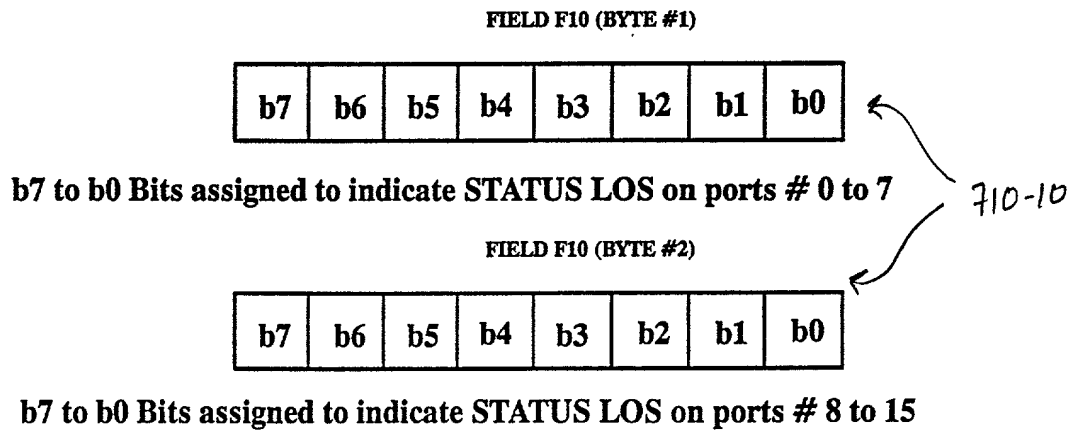 FIELD F10 (BYTE #1)
b7 b6 b5 b4 b3 b2 b1 b0
b7 to b0 Bits assigned to indicate STATUS LOS on ports # 0 to 7
710-10
FIELD F10 (BYTE #2)
b7 b6 b5 b4 b3 b2 b1 b0
b7 to b0 Bits assigned to indicate STATUS LOS on ports # 8 to 15